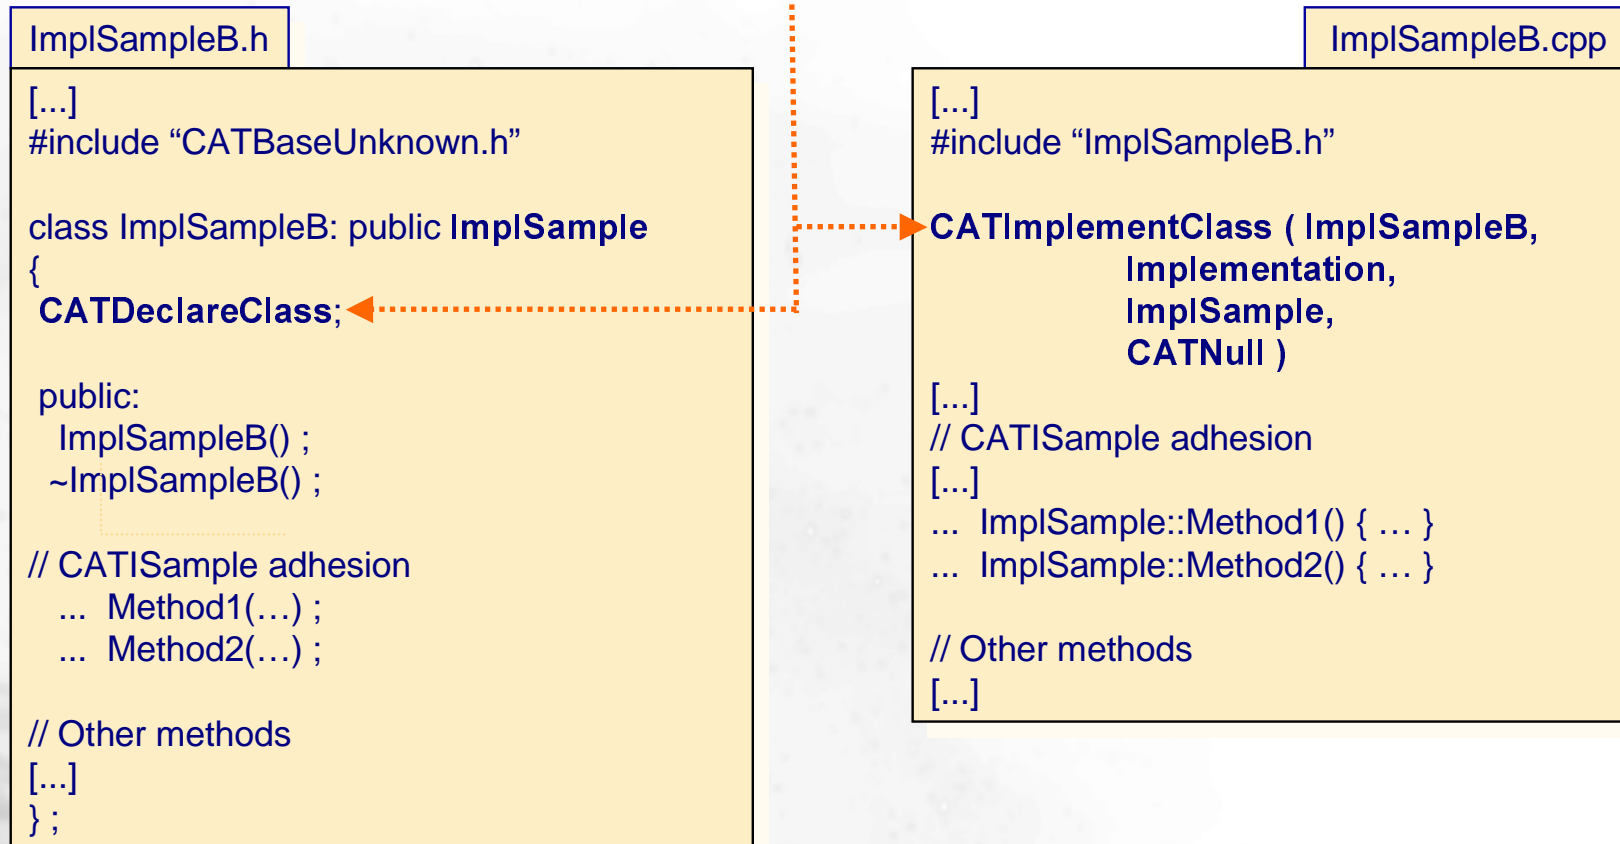 ImplSampleB.h
[...]
#include “CATBaseUnknown.h”
class ImplSampleB: public ImplSample
{
CATDeclareClass;
public:
ImplSampleB() ;
~ImplSampleB() ;
// CATISample adhesion
... Method1(…) ;
... Method2(…) ;
// Other methods
[...]
} ;
ImplSampleB.cpp
[...]
#include “ImplSampleB.h”
CATImplementClass ( ImplSampleB,
Implementation,
ImplSample,
CATNull )
[...]
// CATISample adhesion
[...]
... ImplSample::Method1() { … }
... ImplSample::Method2() { … }
// Other methods
[...]